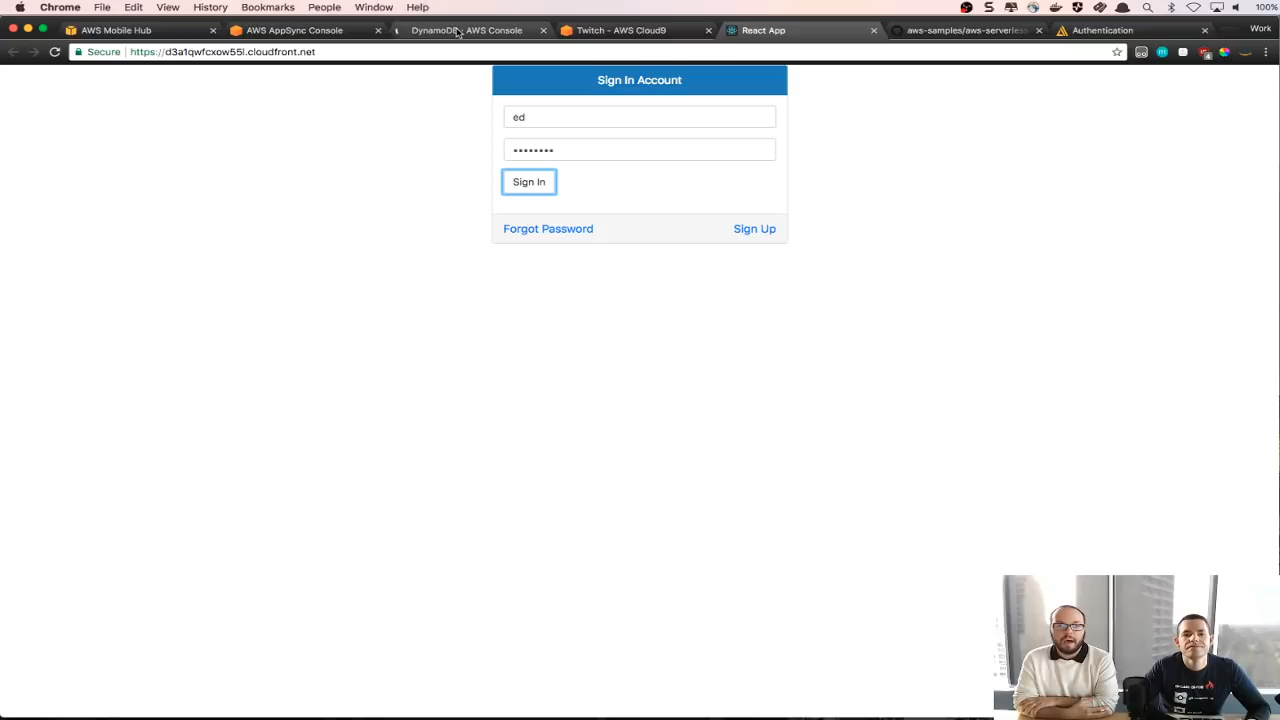 Chrome File Edit View History Bookmarks People Window Help 100%
AWS Mobile Hub AWS AppSync Console DynamoDB · AWS Console Twitch - AWS Cloud9 React App aws-samples/aws-serverless Authentication Work
Secure https://d3a1qwfcxow55l.cloudfront.net
Sign In Account
ed
Sign In
Forgot Password Sign Up